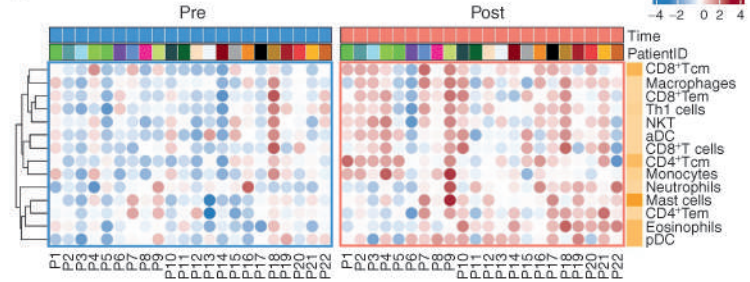 Pre Post
−4 −2 0 2 4
Time
PatientID
CD8+Tcm
Macrophages
CD8+Tem
Th1 cells
NKT
aDC
CD8+T cells
CD4+Tcm
Monocytes
Neutrophils
Mast cells
CD4+Tem
Eosinophils
pDC
P1 P2 P3 P4 P5 P6 P7 P8 P9 P10 P11 P12 P13 P14 P15 P16 P17 P18 P19 P20 P21 P22
P1 P2 P3 P4 P5 P6 P7 P8 P9 P10 P11 P12 P13 P14 P15 P16 P17 P18 P19 P20 P21 P22